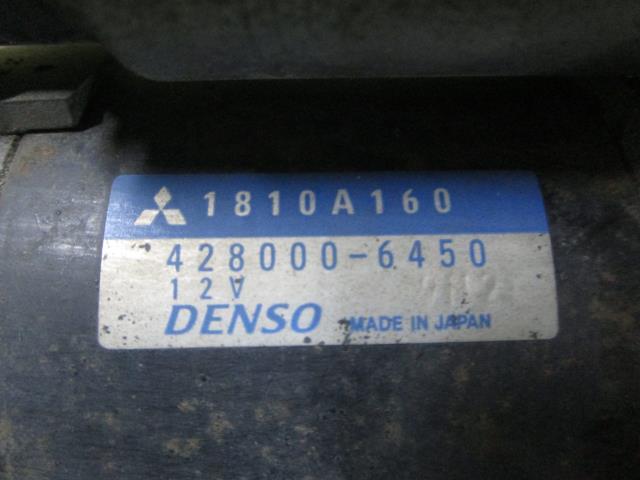 1810A160
428000-6450
12V
DENSO MADE IN JAPAN